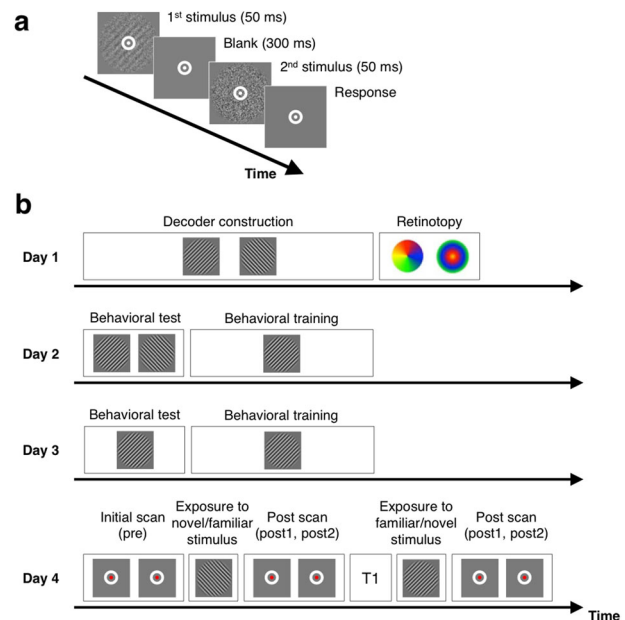 a
1st stimulus (50 ms)
Blank (300 ms)
2nd stimulus (50 ms)
Response
Time
b
Decoder construction
Retinotopy
Day 1
Behavioral test
Behavioral training
Day 2
Behavioral test
Behavioral training
Day 3
Initial scan
(pre)
Exposure to
novel/familiar
stimulus
Post scan
(post1, post2)
Exposure to
familiar/novel
stimulus
Post scan
(post1, post2)
Day 4
T1
Time